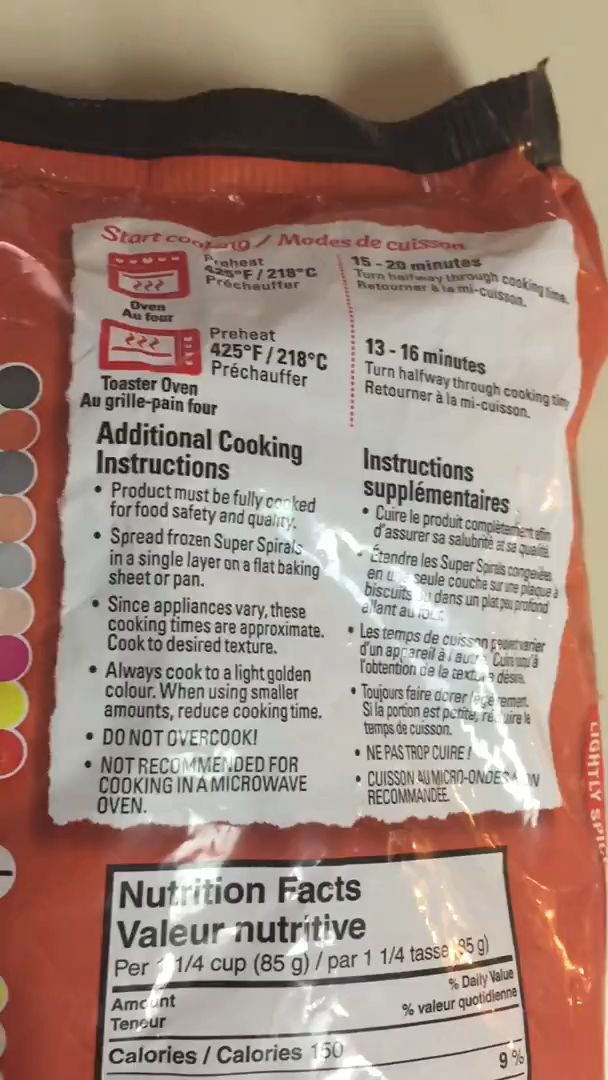 Start cooking / Modes de cuisson
Preheat
425°F / 218°C
Préchauffer
15 - 20 minutes
Turn halfway through cooking time.
Retourner à la mi-cuisson.
Oven
Au four
Preheat
425°F / 218°C
Préchauffer
13 - 16 minutes
Turn halfway through cooking time
Retourner à la mi-cuisson.
Toaster Oven
Au grille-pain four
Additional Cooking
Instructions
• Product must be fully cooked
for food safety and quality.
• Spread frozen Super Spirals
in a single layer on a flat baking
sheet or pan.
• Since appliances vary, these
cooking times are approximate.
Cook to desired texture.
• Always cook to a light golden
colour. When using smaller
amounts, reduce cooking time.
• DO NOT OVERCOOK!
• NOT RECOMMENDED FOR
COOKING IN A MICROWAVE
OVEN.
Instructions
supplémentaires
• Cuire le produit complètement afin
d'assurer sa salubrité et sa qualité.
• Étendre les Super Spirals congelées
en u seule couche sur une plaque à
biscuits ou dans un plat peu profond
allant au four.
• Les temps de cuisson peuvent varier
d'un appareil à l'autre. Cuire jusqu'à
l'obtention de la texture désirée.
• Toujours faire dorer légèrement.
Si la portion est petite, réduire le
temps de cuisson.
• NE PAS TROP CUIRE !
• CUISSON AU MICRO-ONDES NON
RECOMMANDÉE.
LIGHTLY SPIC
Nutrition Facts
Valeur nutritive
Per 1 1/4 cup (85 g) / par 1 1/4 tasse (85 g)
Amount
Teneur
% Daily Value
% valeur quotidienne
Calories / Calories 150
9 %